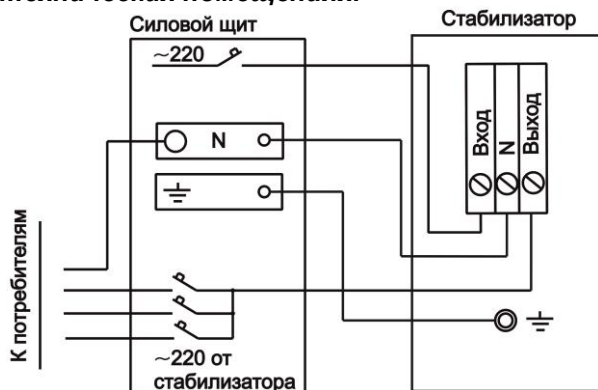 Силовой щит
Стабилизатор
~220
Вход
N
Выход
N
К потребителям
~220 от
стабилизатора